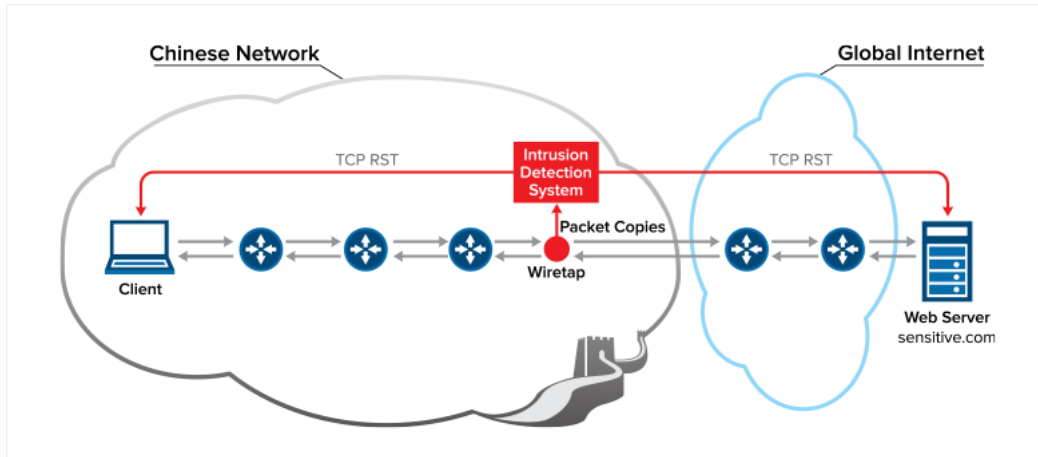 Chinese Network
Global Internet
TCP RST
Intrusion
Detection
System
TCP RST
Packet Copies
Client
Wiretap
Web Server
sensitive.com